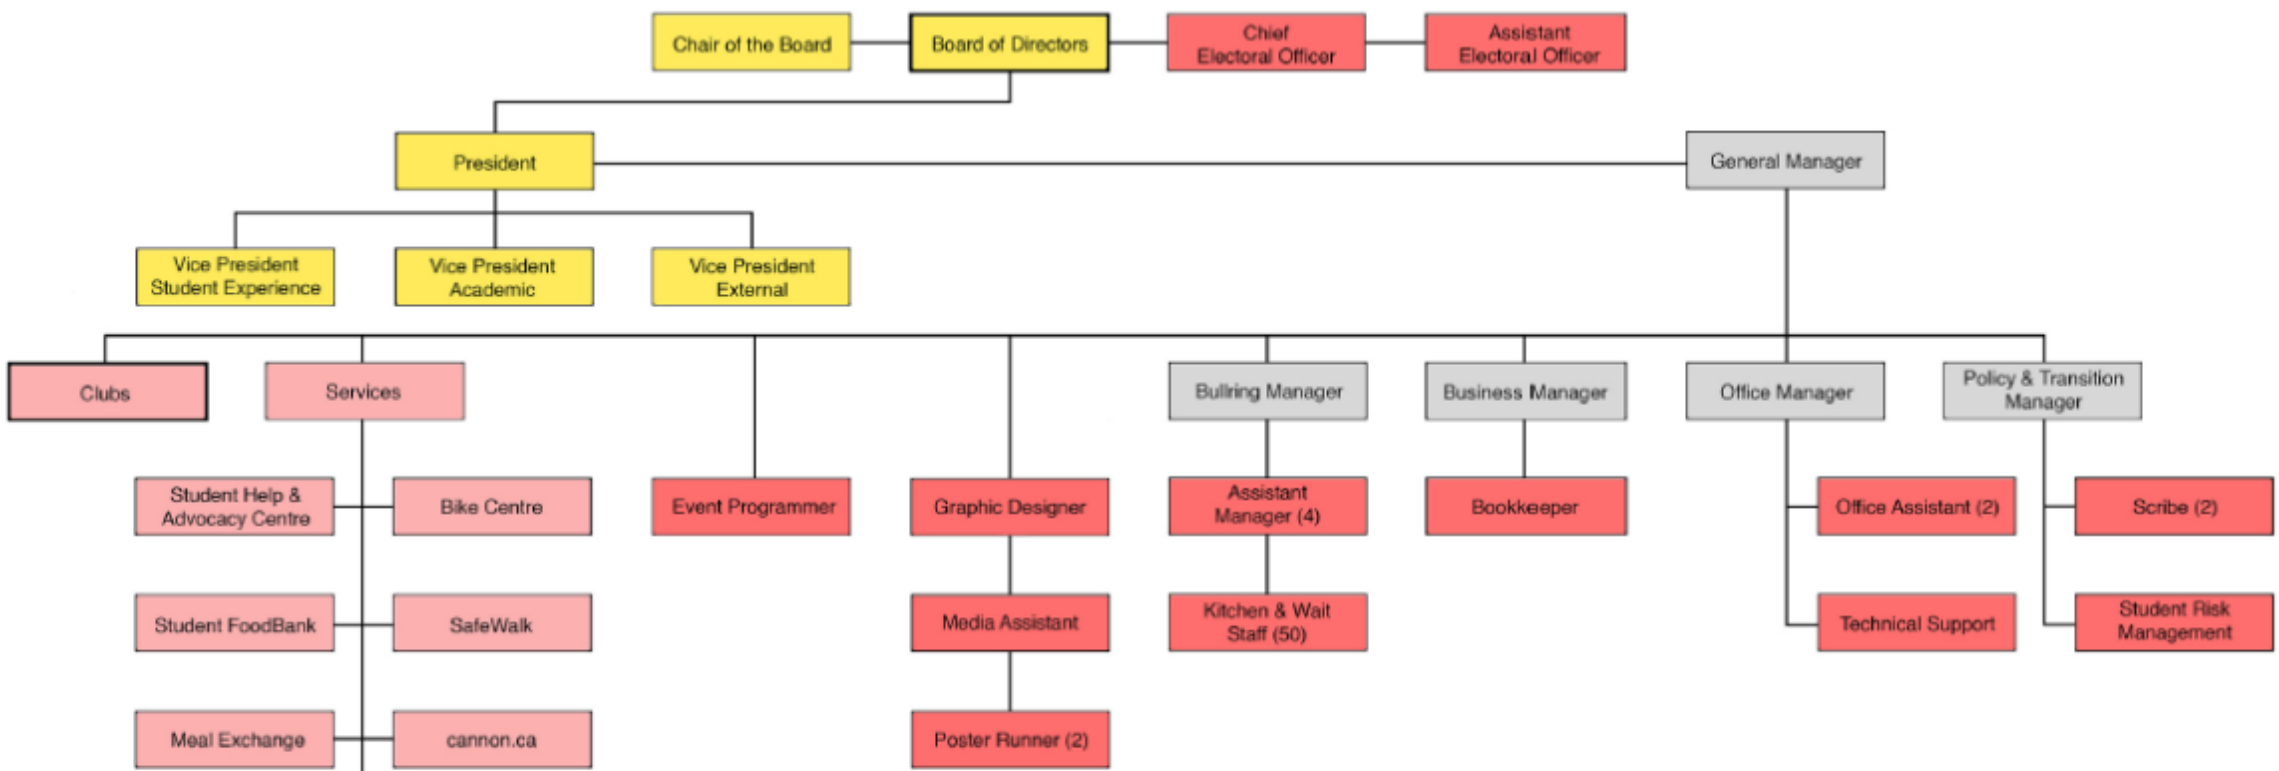 Chair of the Board
Board of Directors
Chief
Electoral Officer
Assistant
Electoral Officer
President
General Manager
Vice President
Student Experience
Vice President
Academic
Vice President
External
Clubs
Services
Bullring Manager
Business Manager
Office Manager
Policy & Transition
Manager
Student Help &
Advocacy Centre
Bike Centre
Event Programmer
Graphic Designer
Assistant
Manager (4)
Bookkeeper
Office Assistant (2)
Scribe (2)
Student FoodBank
SafeWalk
Media Assistant
Kitchen & Wait
Staff (50)
Technical Support
Student Risk
Management
Meal Exchange
cannon.ca
Poster Runner (2)